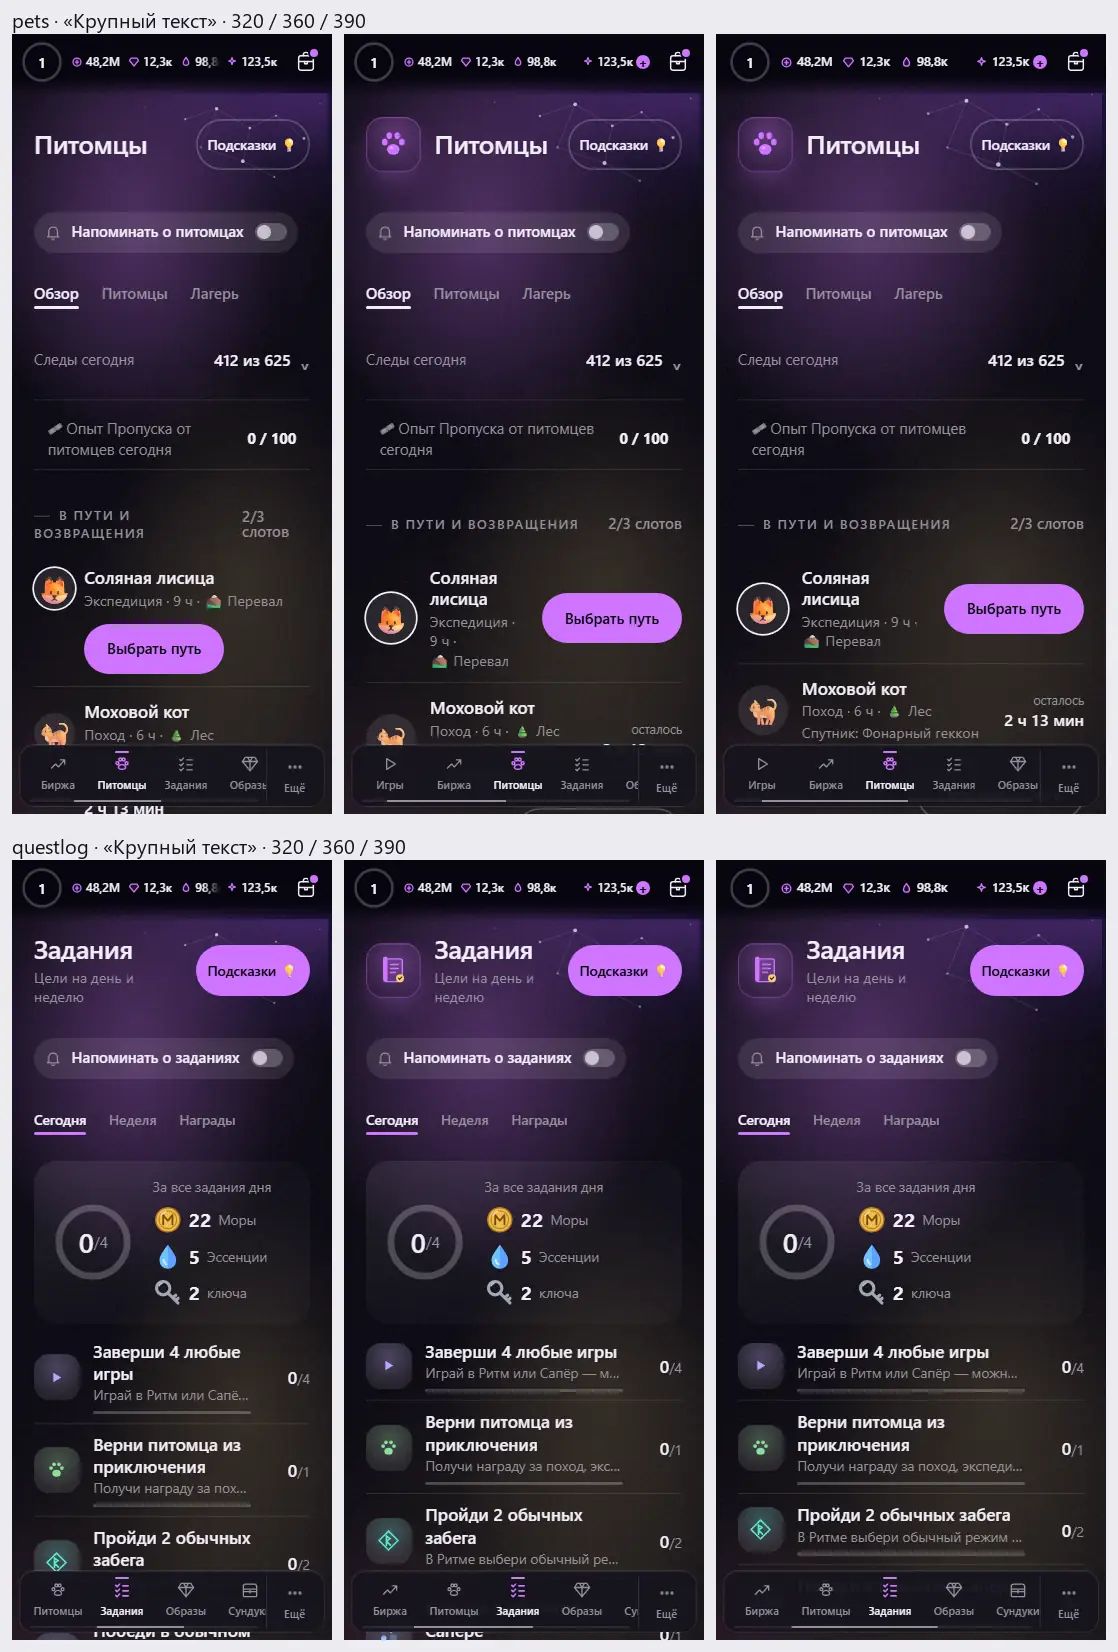 pets · «Крупный текст» · 320 / 360 / 390
1 48,2М 12,3к 98,8 123,5к
Питомцы Подсказки
Напоминать о питомцах
Обзор Питомцы Лагерь
Следы сегодня 412 из 625
Опыт Пропуска от
питомцев сегодня 0 / 100
— В ПУТИ И
ВОЗВРАЩЕНИЯ
2/3
слотов
Соляная лисица
Экспедиция · 9 ч · Перевал
Выбрать путь
Моховой кот
Поход · 6 ч · Лес
Биржа Питомцы Задания Образы Ещё
2 ч 13 мин
1 48,2М 12,3к 98,8к 123,5к +
Питомцы Подсказки
Напоминать о питомцах
Обзор Питомцы Лагерь
Следы сегодня 412 из 625
Опыт Пропуска от питомцев
сегодня 0 / 100
— В ПУТИ И ВОЗВРАЩЕНИЯ 2/3 слотов
Соляная
лисица
Экспедиция ·
9 ч ·
Перевал
Выбрать путь
Моховой кот
Поход · 6 ч · Лес
осталось
Игры Биржа Питомцы Задания Об Ещё
1 48,2М 12,3к 98,8к 123,5к +
Питомцы Подсказки
Напоминать о питомцах
Обзор Питомцы Лагерь
Следы сегодня 412 из 625
Опыт Пропуска от питомцев
сегодня 0 / 100
— В ПУТИ И ВОЗВРАЩЕНИЯ 2/3 слотов
Соляная
лисица
Экспедиция · 9 ч ·
Перевал
Выбрать путь
Моховой кот
Поход · 6 ч · Лес
Спутник: Фонарный геккон
осталось
2 ч 13 мин
Игры Биржа Питомцы Задания Образы Ещё
questlog · «Крупный текст» · 320 / 360 / 390
1 48,2М 12,3к 98,8 123,5к
Задания
Цели на день и
неделю
Подсказки
Напоминать о заданиях
Сегодня Неделя Награды
За все задания дня
0/4
22 Моры
5 Эссенции
2 ключа
Заверши 4 любые
игры
Играй в Ритм или Сапё...
0/4
Верни питомца из
приключения
Получи награду за пох...
0/1
Пройди 2 обычных
забега
0/2
Питомцы Задания Образы Сундук Ещё
Победи в обычном
1 48,2М 12,3к 98,8к 123,5к +
Задания
Цели на день и
неделю
Подсказки
Напоминать о заданиях
Сегодня Неделя Награды
За все задания дня
0/4
22 Моры
5 Эссенции
2 ключа
Заверши 4 любые игры
Играй в Ритм или Сапёр — м...
0/4
Верни питомца из
приключения
Получи награду за поход, экс...
0/1
Пройди 2 обычных
забега
В Ритме выбери обычный ре...
0/2
Биржа Питомцы Задания Образы Су Ещё
Сапёре 0/1
1 48,2М 12,3к 98,8к 123,5к +
Задания
Цели на день и
неделю
Подсказки
Напоминать о заданиях
Сегодня Неделя Награды
За все задания дня
0/4
22 Моры
5 Эссенции
2 ключа
Заверши 4 любые игры
Играй в Ритм или Сапёр — можн...
0/4
Верни питомца из
приключения
Получи награду за поход, экспеди...
0/1
Пройди 2 обычных забега
В Ритме выбери обычный режим ...
0/2
Биржа Питомцы Задания Образы Сундуки Ещё